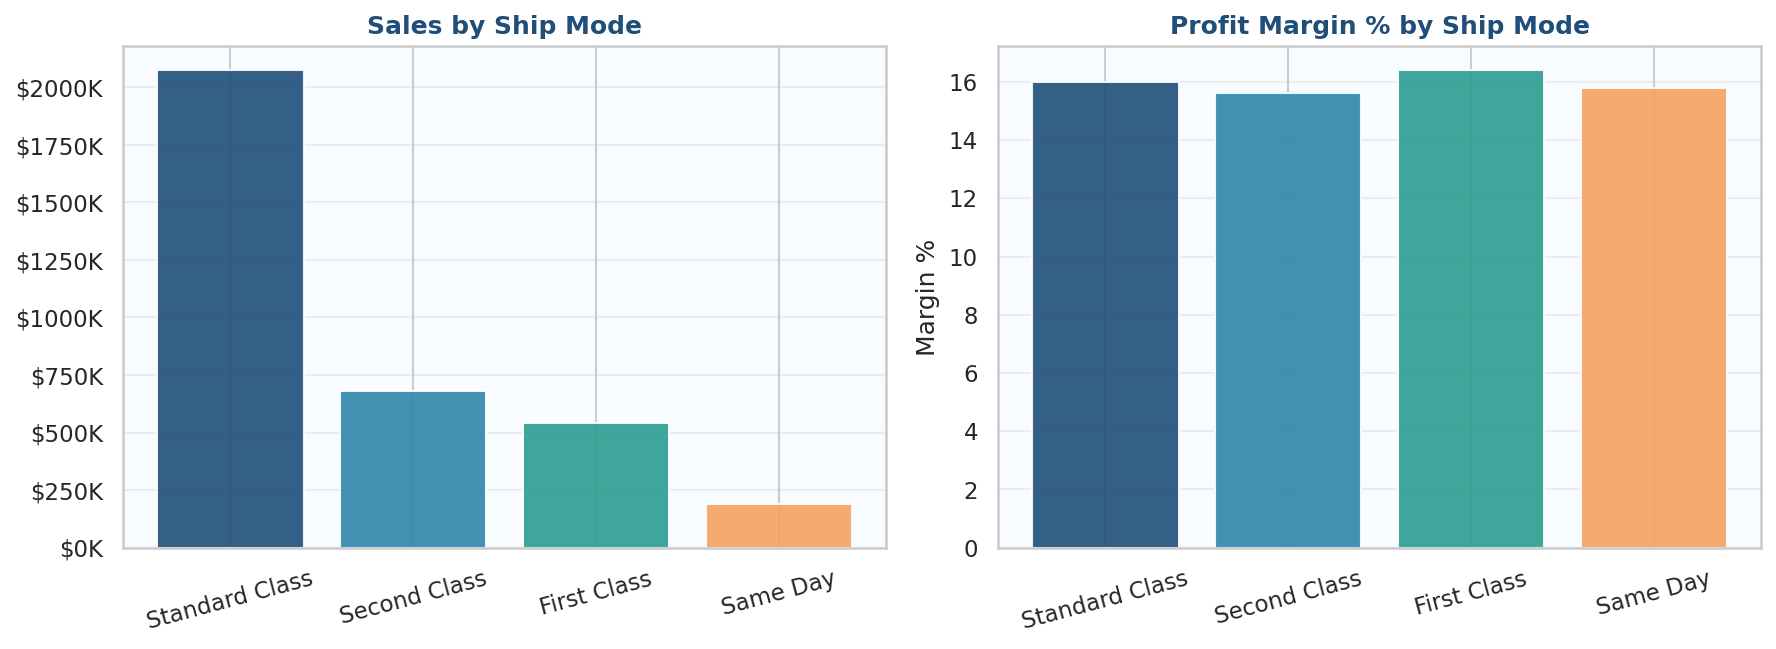 Sales by Ship Mode
$2000K
$1750K
$1500K
$1250K
$1000K
$750K
$500K
$250K
$0K
Standard Class
Second Class
First Class
Same Day
Profit Margin % by Ship Mode
Margin %
16
14
12
10
8
6
4
2
0
Standard Class
Second Class
First Class
Same Day